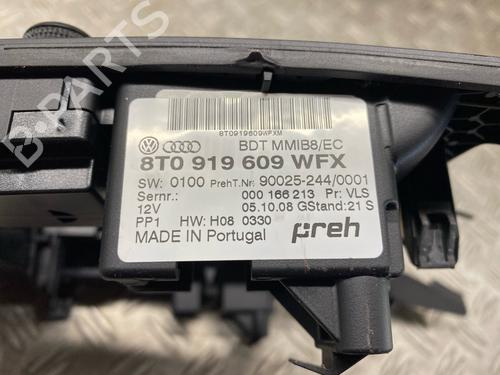 B-PARTS
8T0919609WFXM
BDT MMIB8/EC
8T0 919 609 WFX
SW: 0100 PrehT.Nr: 90025-244/0001
Sernr.: 000 166 213 Pr: VLS
12V 05.10.08 GStand: 21 S
PP1 HW: H08 0330
MADE IN Portugal preh